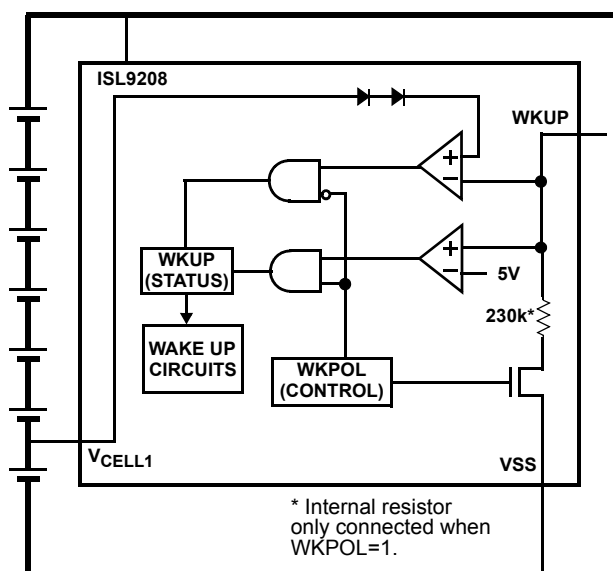 ISL9208
WKUP
+
−
+
−
5V
WKUP
(STATUS)
230k*
WAKE UP
CIRCUITS
WKPOL
(CONTROL)
VCELL1
VSS
* Internal resistor
only connected when
WKPOL=1.